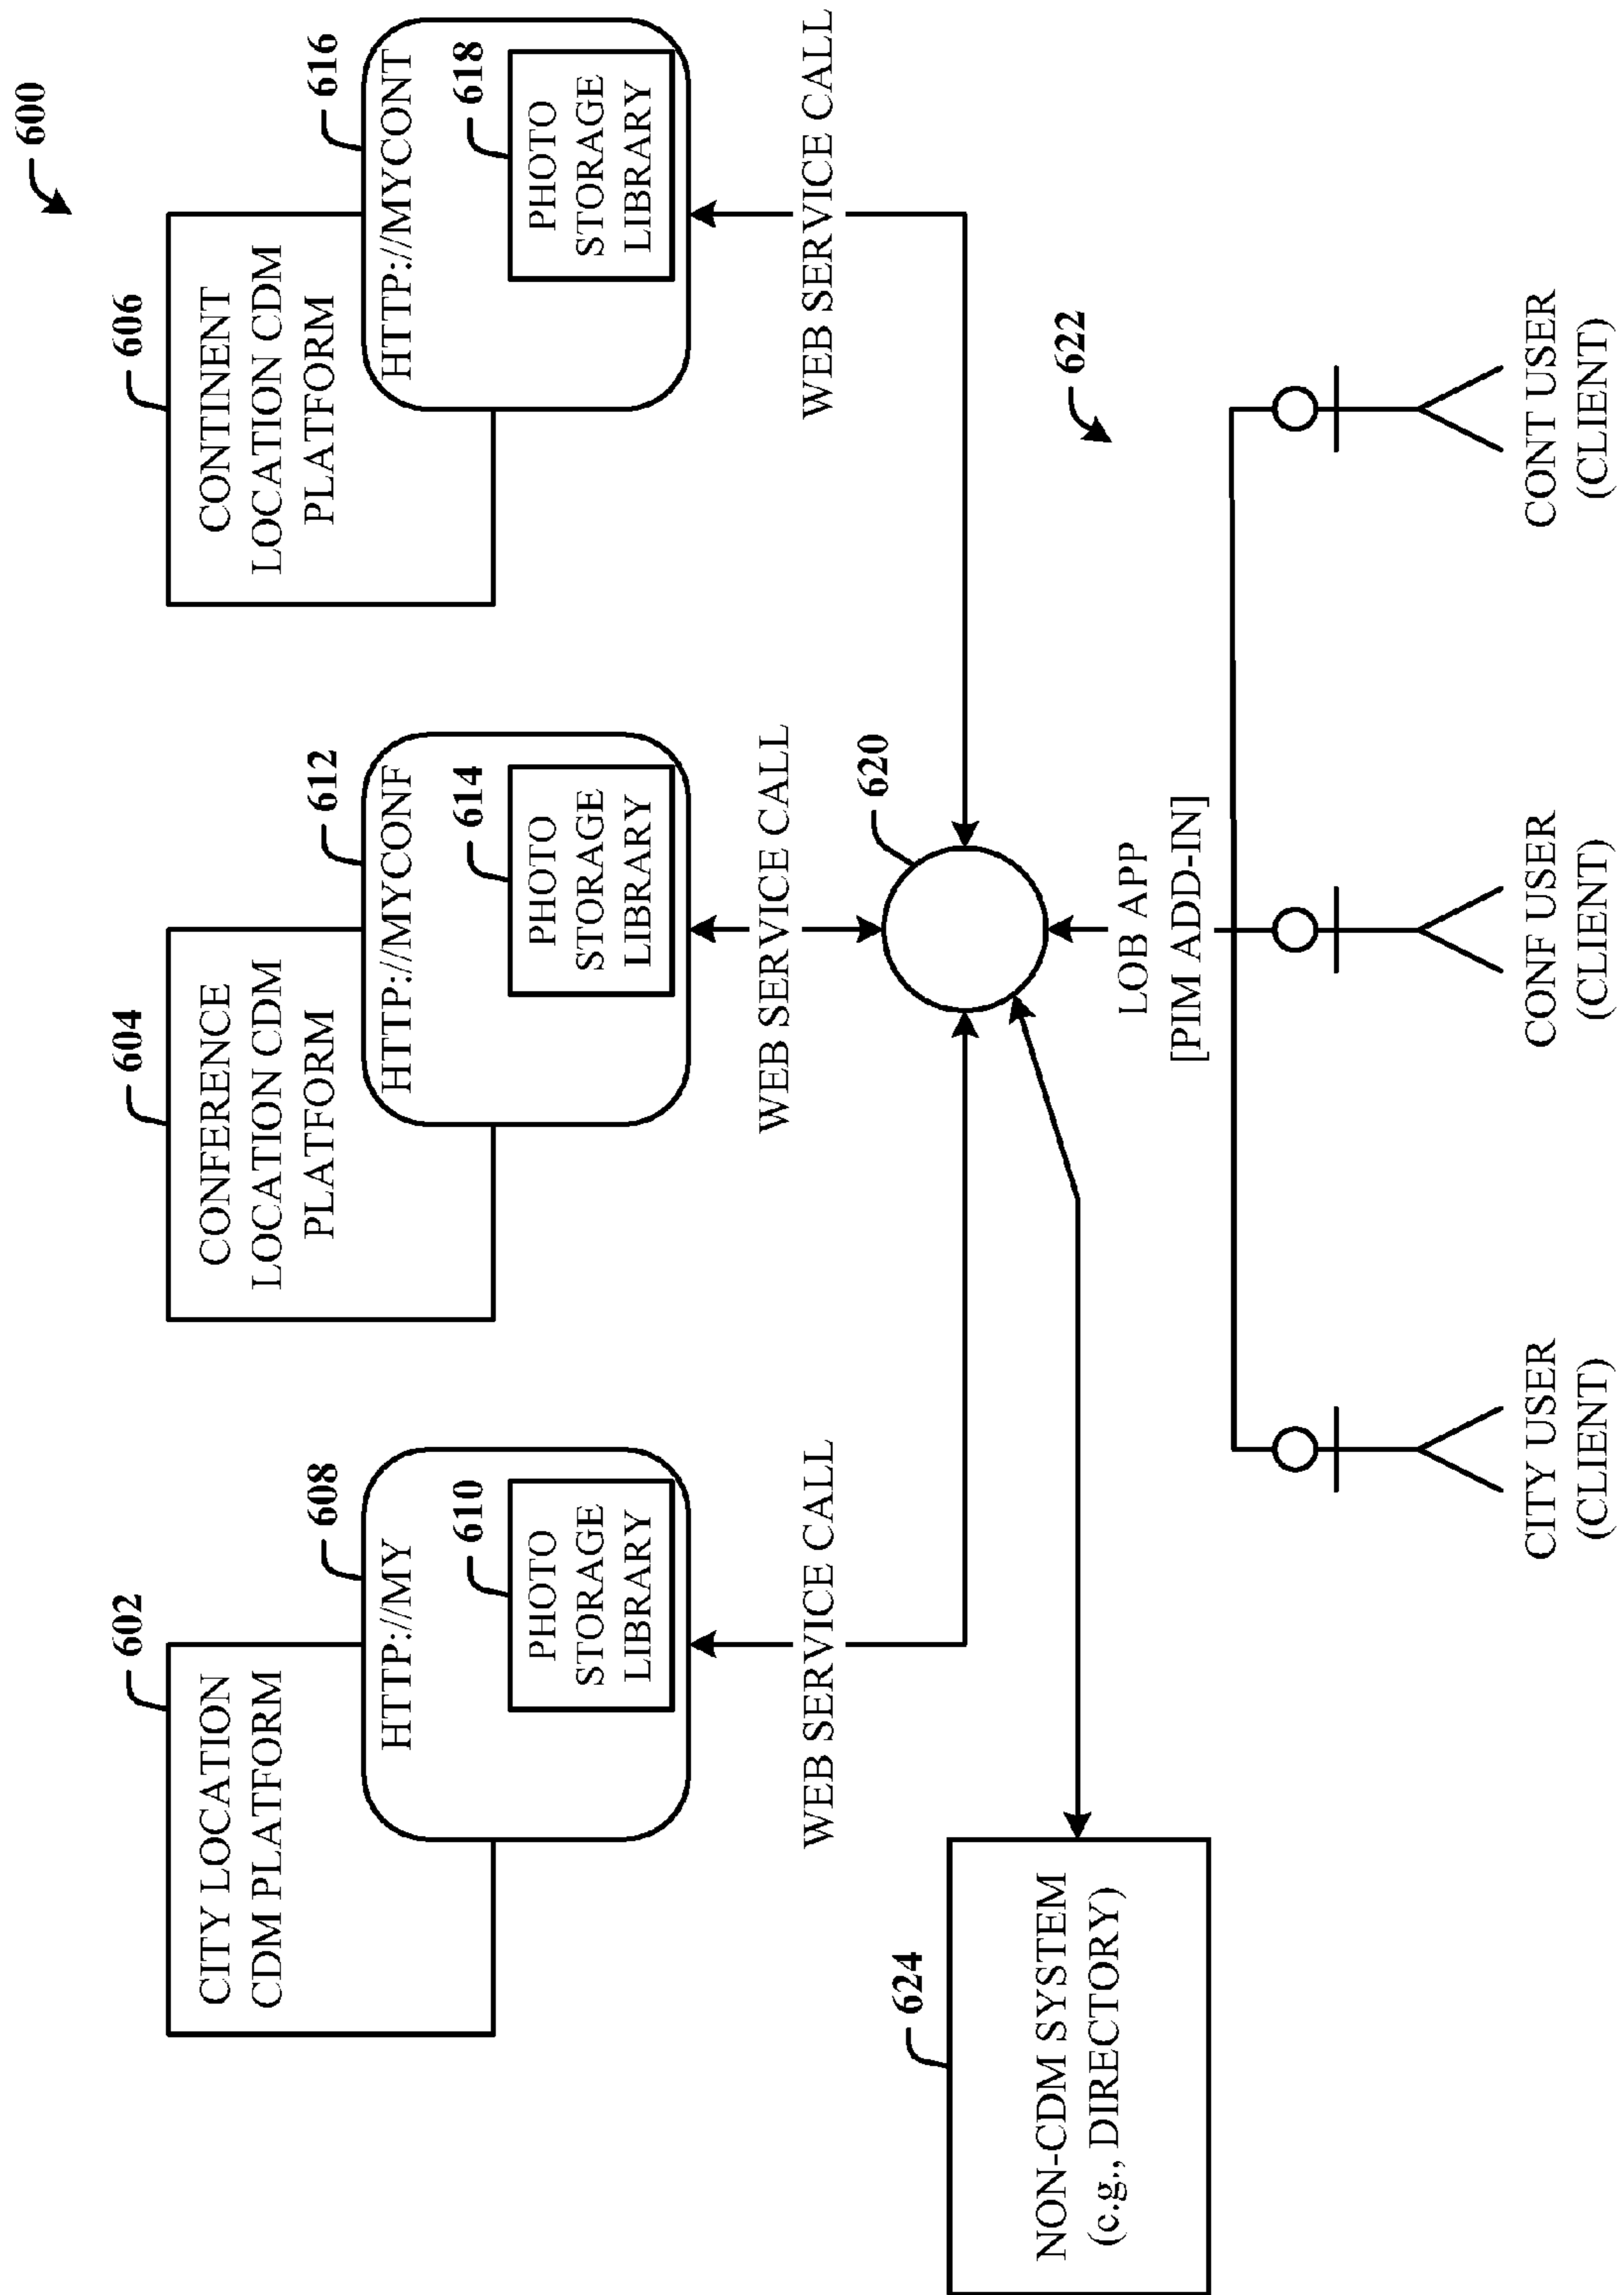 600
602
CITY LOCATION
CDM PLATFORM
608
HTTP://MY
610
PHOTO
STORAGE
LIBRARY
604
CONFERENCE
LOCATION CDM
PLATFORM
612
HTTP://MYCONF
614
PHOTO
STORAGE
LIBRARY
606
CONTINENT
LOCATION CDM
PLATFORM
616
HTTP://MYCONT
618
PHOTO
STORAGE
LIBRARY
WEB SERVICE CALL
WEB SERVICE CALL
WEB SERVICE CALL
620
624
NON-CDM SYSTEM
(e.g., DIRECTORY)
LOB APP
[PIM ADD-IN]
622
CITY USER
(CLIENT)
CONF USER
(CLIENT)
CONT USER
(CLIENT)